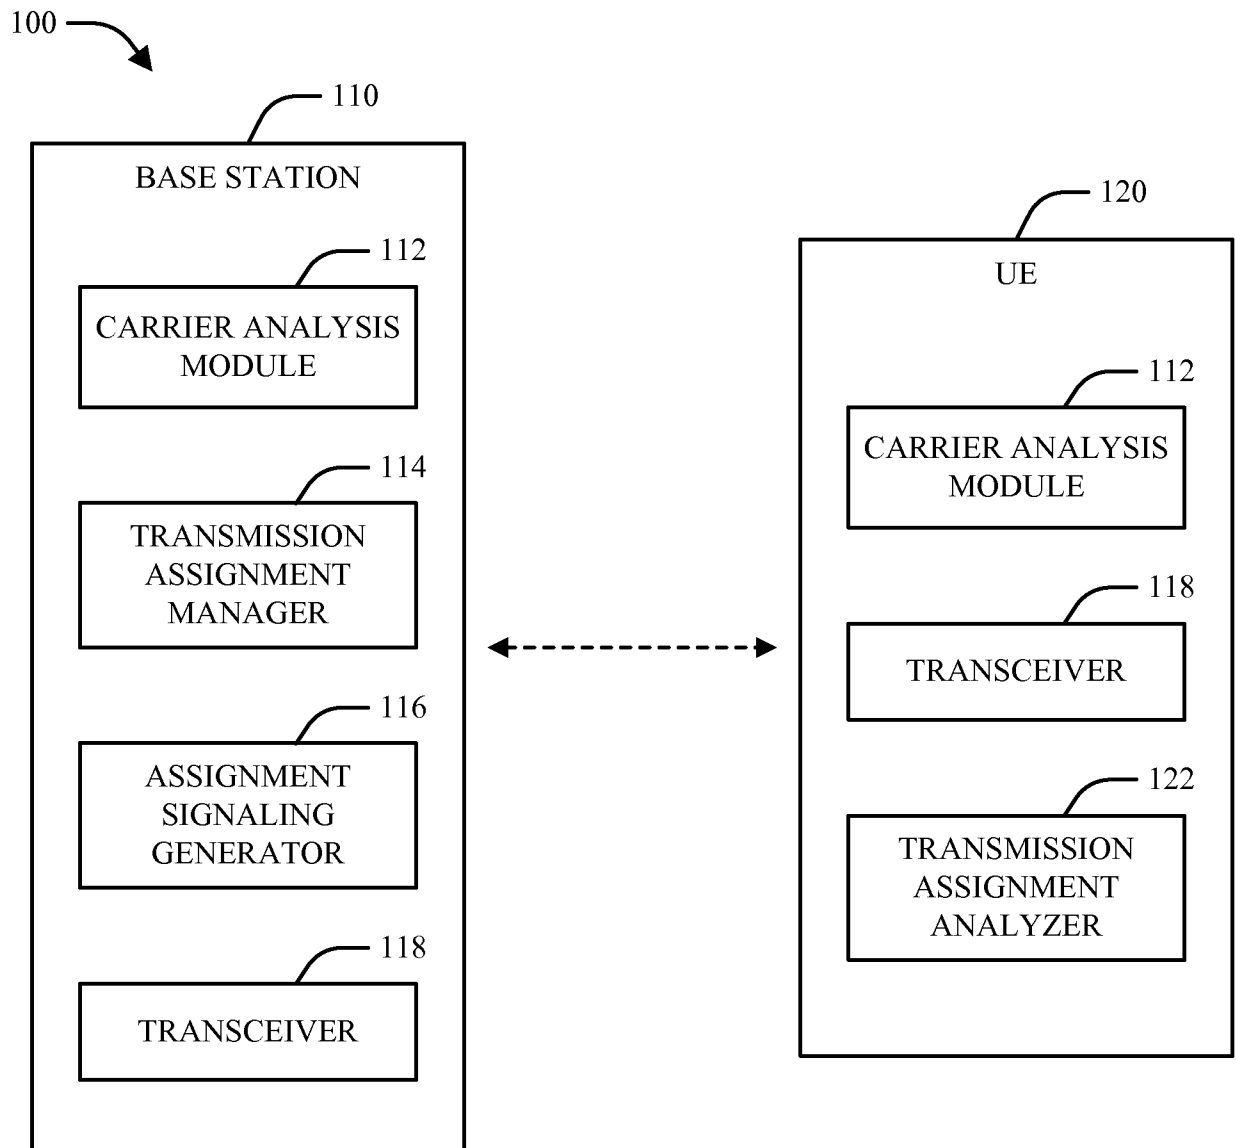 100
110
BASE STATION
112
CARRIER ANALYSIS
MODULE
114
TRANSMISSION
ASSIGNMENT
MANAGER
116
ASSIGNMENT
SIGNALING
GENERATOR
118
TRANSCEIVER
120
UE
112
CARRIER ANALYSIS
MODULE
118
TRANSCEIVER
122
TRANSMISSION
ASSIGNMENT
ANALYZER